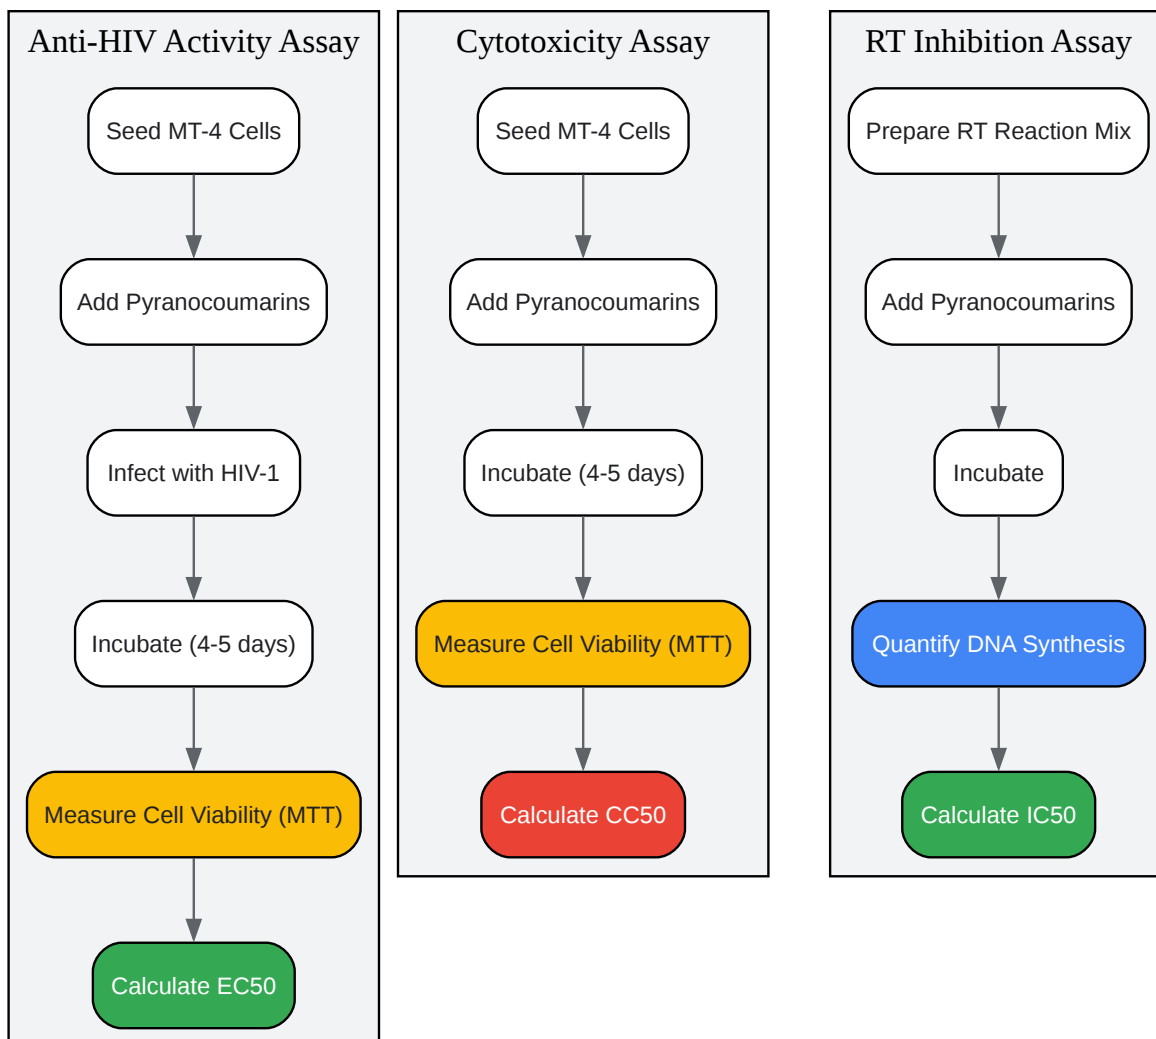 Anti-HIV Activity Assay
Seed MT-4 Cells
Add Pyranocoumarins
Infect with HIV-1
Incubate (4-5 days)
Measure Cell Viability (MTT)
Calculate EC50
Cytotoxicity Assay
Seed MT-4 Cells
Add Pyranocoumarins
Incubate (4-5 days)
Measure Cell Viability (MTT)
Calculate CC50
RT Inhibition Assay
Prepare RT Reaction Mix
Add Pyranocoumarins
Incubate
Quantify DNA Synthesis
Calculate IC50